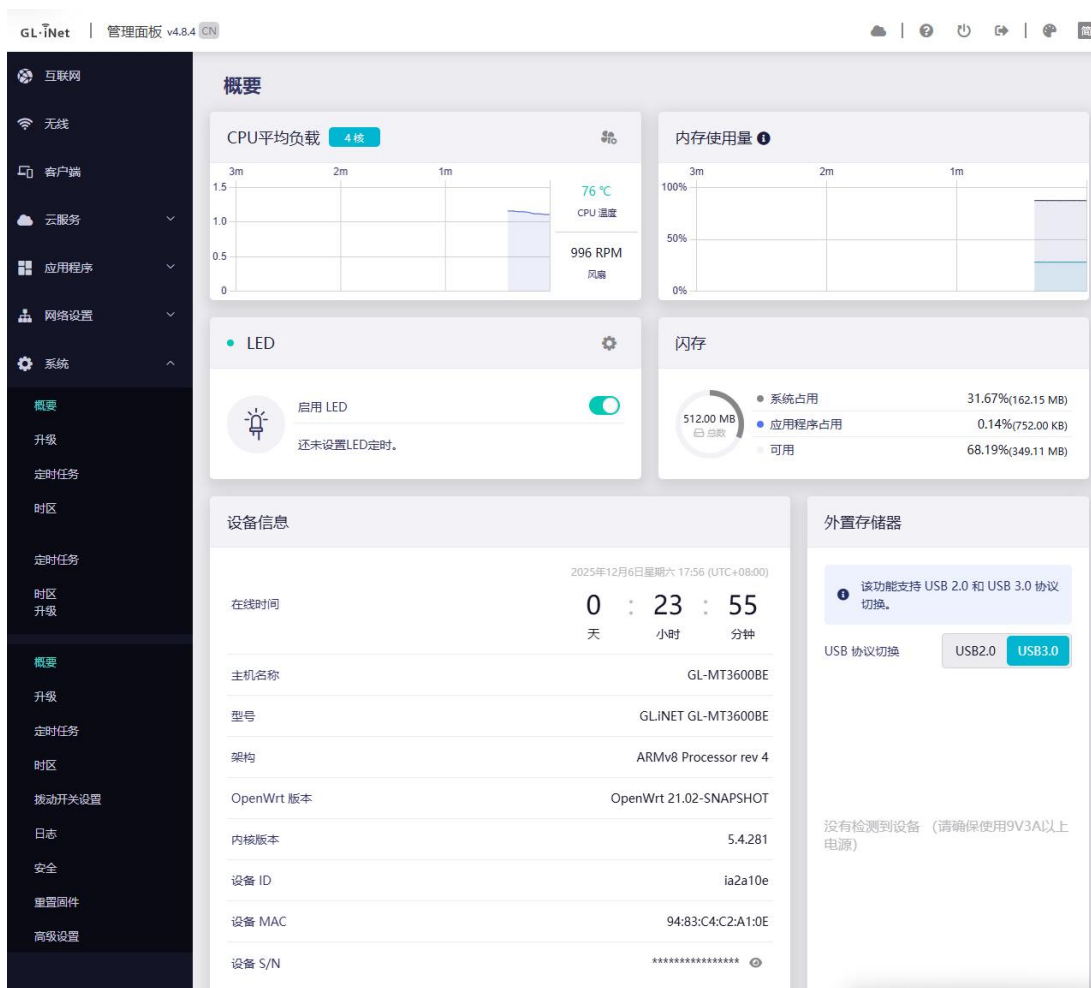 GL·iNet | 管理面板 v4.8.4 CN
简
互联网
无线
客户端
云服务
应用程序
网络设置
系统
概要
升级
定时任务
时区
定时任务
时区
升级
概要
升级
定时任务
时区
拨动开关设置
日志
安全
重置固件
高级设置
概要
CPU平均负载 4核
3m 2m 1m
1.5
1.0
0.5
0
76 ℃
CPU 温度
996 RPM
风扇
内存使用量
3m 2m 1m
100%
50%
0%
LED
启用 LED
还未设置LED定时。
闪存
512.00 MB
总数
系统占用 31.67%(162.15 MB)
应用程序占用 0.14%(752.00 KB)
可用 68.19%(349.11 MB)
设备信息
2025年12月6日星期六 17:56 (UTC+08:00)
在线时间 0 : 23 : 55
天 小时 分钟
主机名称 GL-MT3600BE
型号 GL.iNET GL-MT3600BE
架构 ARMv8 Processor rev 4
OpenWrt 版本 OpenWrt 21.02-SNAPSHOT
内核版本 5.4.281
设备 ID ia2a10e
设备 MAC 94:83:C4:C2:A1:0E
设备 S/N ****************
外置存储器
该功能支持 USB 2.0 和 USB 3.0 协议
切换。
USB 协议切换 USB2.0 USB3.0
没有检测到设备 （请确保使用9V3A以上
电源）